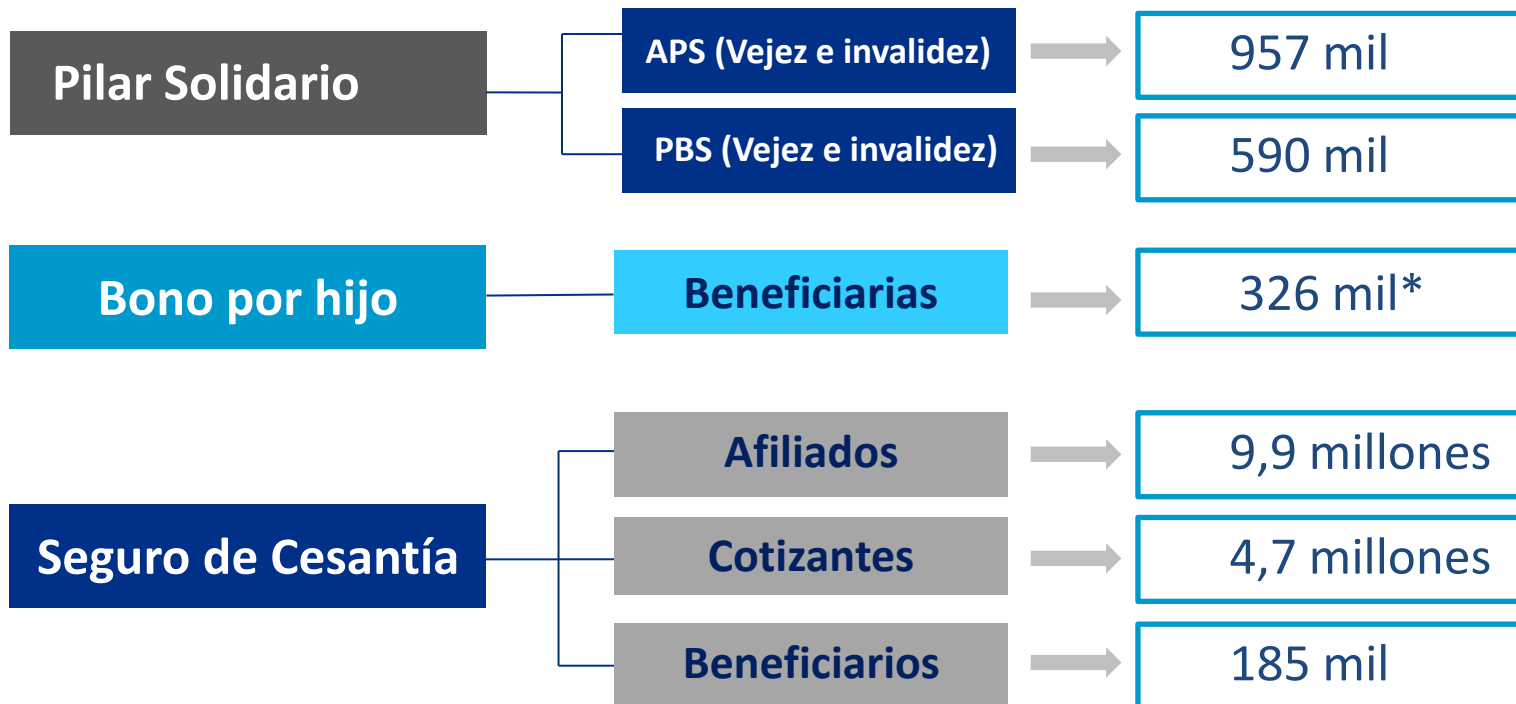 Pilar Solidario
APS (Vejez e invalidez)
957 mil
PBS (Vejez e invalidez)
590 mil
Bono por hijo
Beneficiarias
326 mil*
Seguro de Cesantía
Afiliados
9,9 millones
Cotizantes
4,7 millones
Beneficiarios
185 mil